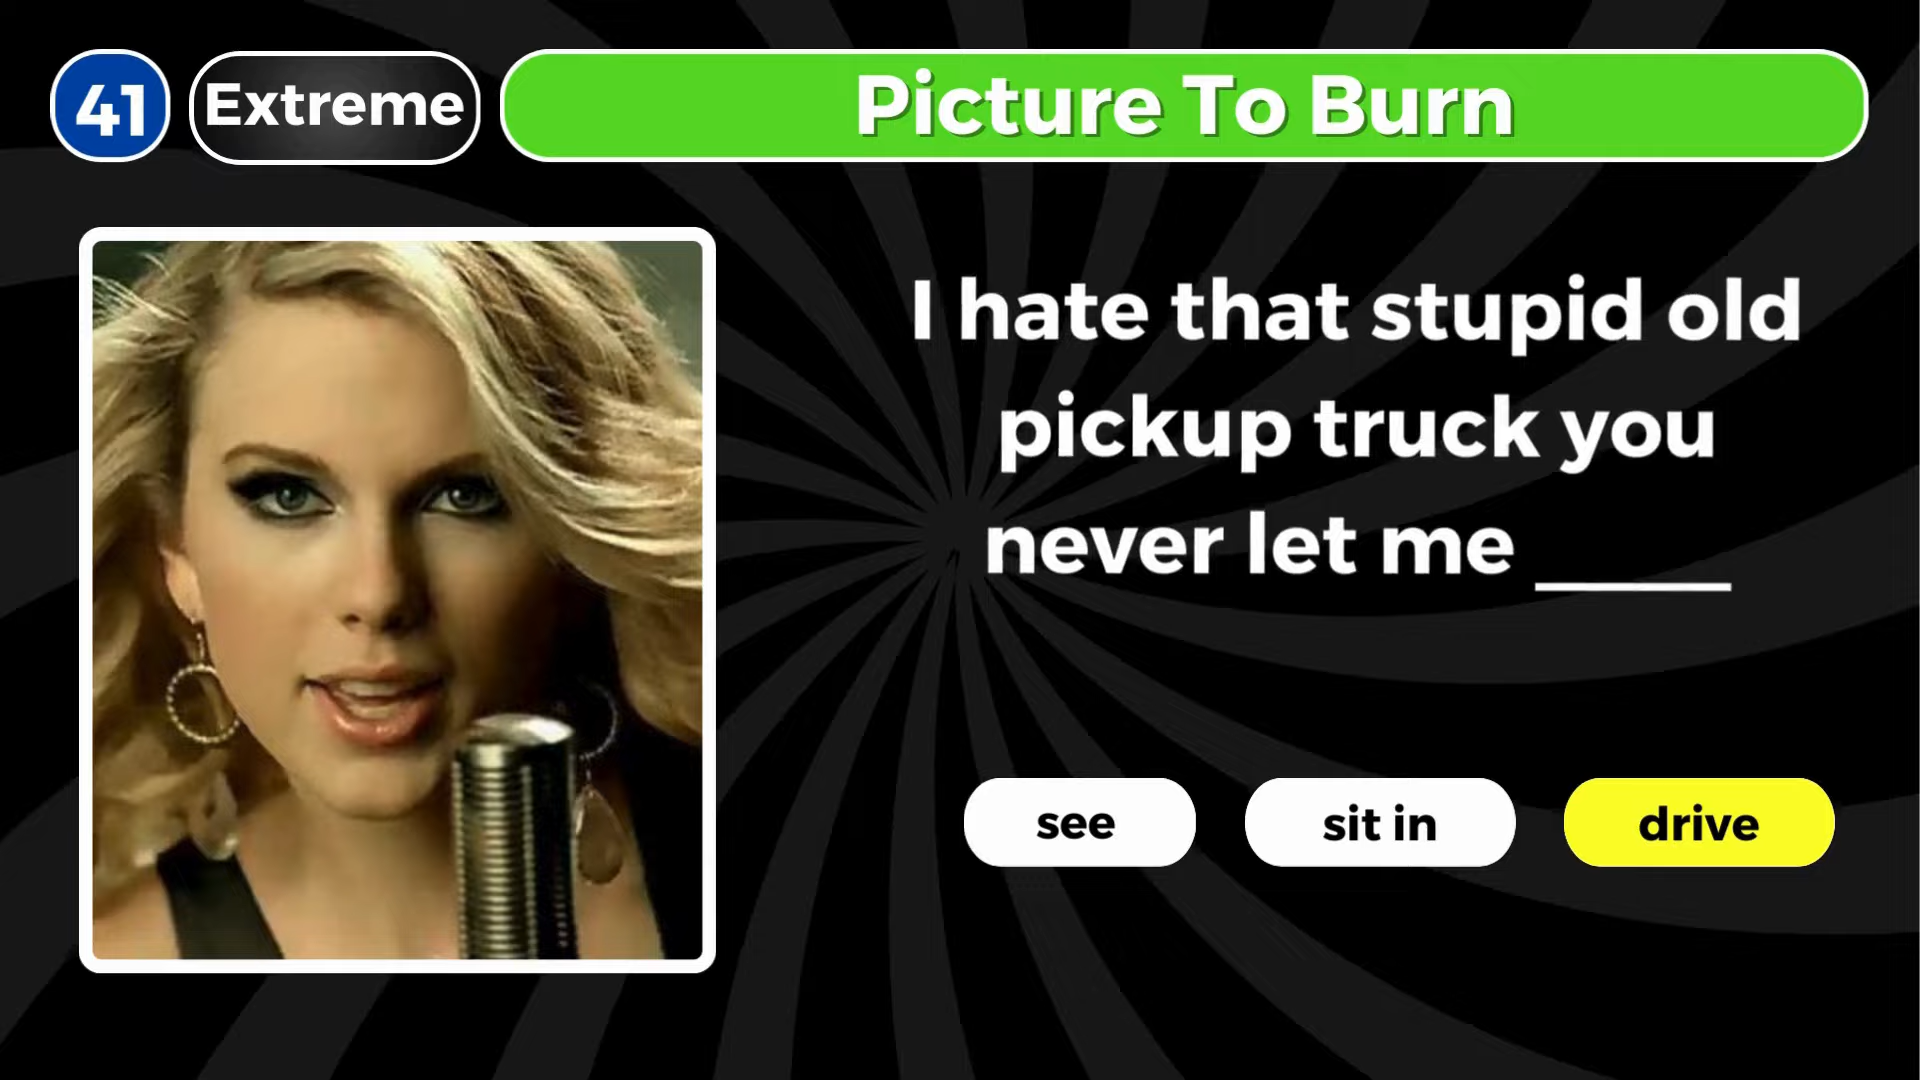 41 Extreme Picture To Burn
I hate that stupid old
pickup truck you
never let me _____
see sit in drive